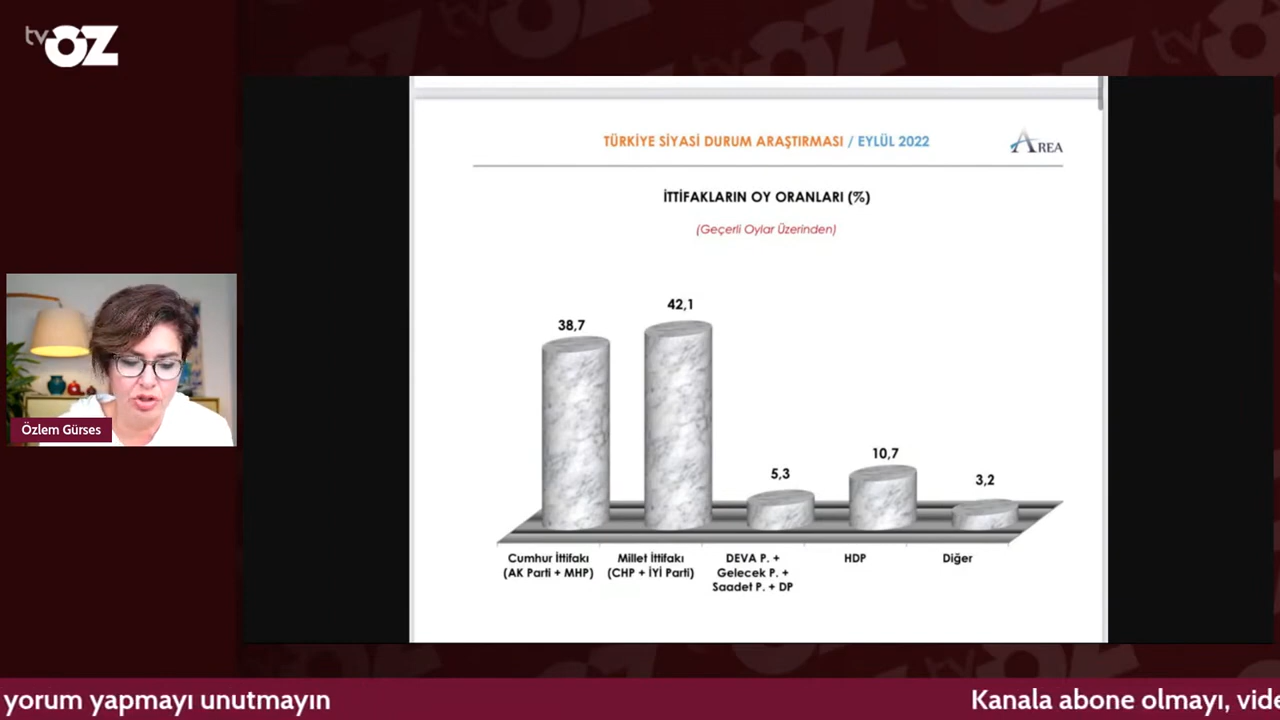 tv ÖZ
TÜRKİYE SİYASİ DURUM ARAŞTIRMASI / EYLÜL 2022
AREA
İTTİFAKLARIN OY ORANLARI (%)
(Geçerli Oylar Üzerinden)
38,7
42,1
5,3
10,7
3,2
Cumhur İttifakı
(AK Parti + MHP)
Millet İttifakı
(CHP + İYİ Parti)
DEVA P. +
Gelecek P. +
Saadet P. + DP
HDP
Diğer
Özlem Gürses
yorum yapmayı unutmayın
Kanala abone olmayı, vide